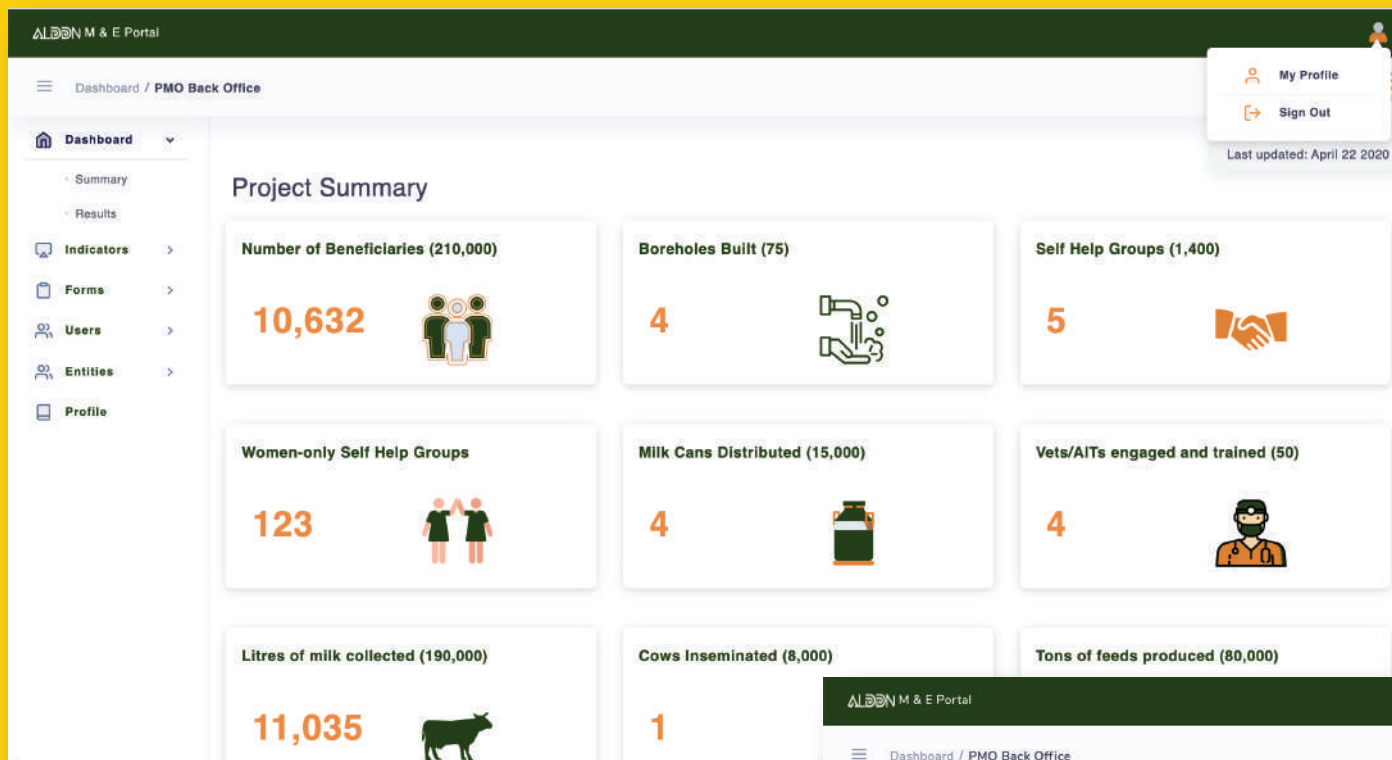 ALDDN M & E Portal
My Profile
Sign Out
Dashboard / PMO Back Office
Last updated: April 22 2020
Dashboard
Summary
Results
Indicators
Forms
Users
Entities
Profile
Project Summary
Number of Beneficiaries (210,000)
10,632
Boreholes Built (75)
4
Self Help Groups (1,400)
5
Women-only Self Help Groups
123
Milk Cans Distributed (15,000)
4
Vets/AITs engaged and trained (50)
4
Litres of milk collected (190,000)
11,035
Cows Inseminated (8,000)
1
Tons of feeds produced (80,000)
ALDDN M & E Portal
Dashboard / PMO Back Office